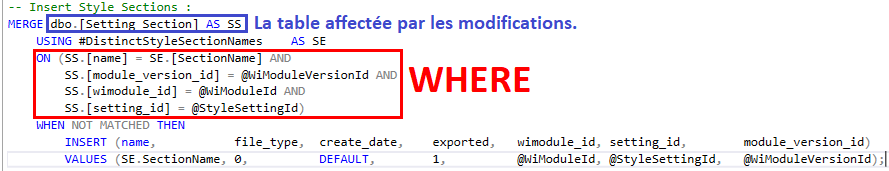 -- Insert Style Sections :
MERGE dbo.[Setting_Section] AS SS La table affectée par les modifications.
USING #DistinctStyleSectionNames AS SE
ON (SS.[name] = SE.[SectionName] AND
SS.[module_version_id] = @WiModuleVersionId AND
SS.[wimodule_id] = @WiModuleId AND
SS.[setting_id] = @StyleSettingId)
WHERE
WHEN NOT MATCHED THEN
INSERT (name, file_type, create_date, exported, wimodule_id, setting_id, module_version_id)
VALUES (SE.SectionName, 0, DEFAULT, 1, @WiModuleId, @StyleSettingId, @WiModuleVersionId);